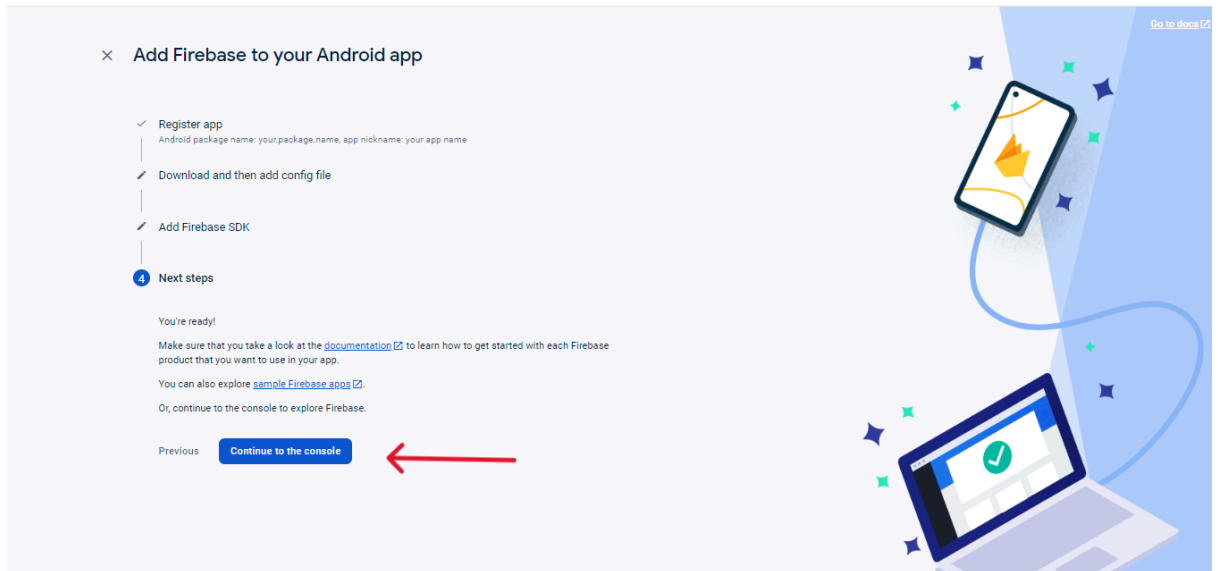 Go to docs
Add Firebase to your Android app
Register app
Android package name: your.package.name, app nickname: your app name
Download and then add config file
Add Firebase SDK
4 Next steps
You're ready!
Make sure that you take a look at the documentation to learn how to get started with each Firebase
product that you want to use in your app.
You can also explore sample Firebase apps.
Or, continue to the console to explore Firebase.
Previous Continue to the console